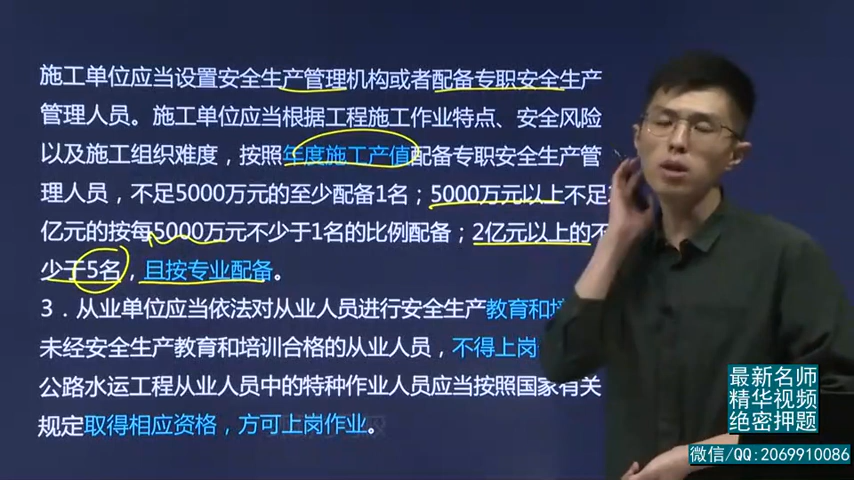 施工单位应当设置安全生产管理机构或者配备专职安全生产
管理人员。施工单位应当根据工程施工作业特点、安全风险
以及施工组织难度，按照年度施工产值配备专职安全生产管
理人员，不足5000万元的至少配备1名；5000万元以上不足
亿元的按每5000万元不少于1名的比例配备；2亿元以上的不
少于5名，且按专业配备。
3．从业单位应当依法对从业人员进行安全生产教育和培
未经安全生产教育和培训合格的从业人员，不得上岗
公路水运工程从业人员中的特种作业人员应当按照国家有关
规定取得相应资格，方可上岗作业。
最新名师
精华视频
绝密押题
微信/QQ:2069910086